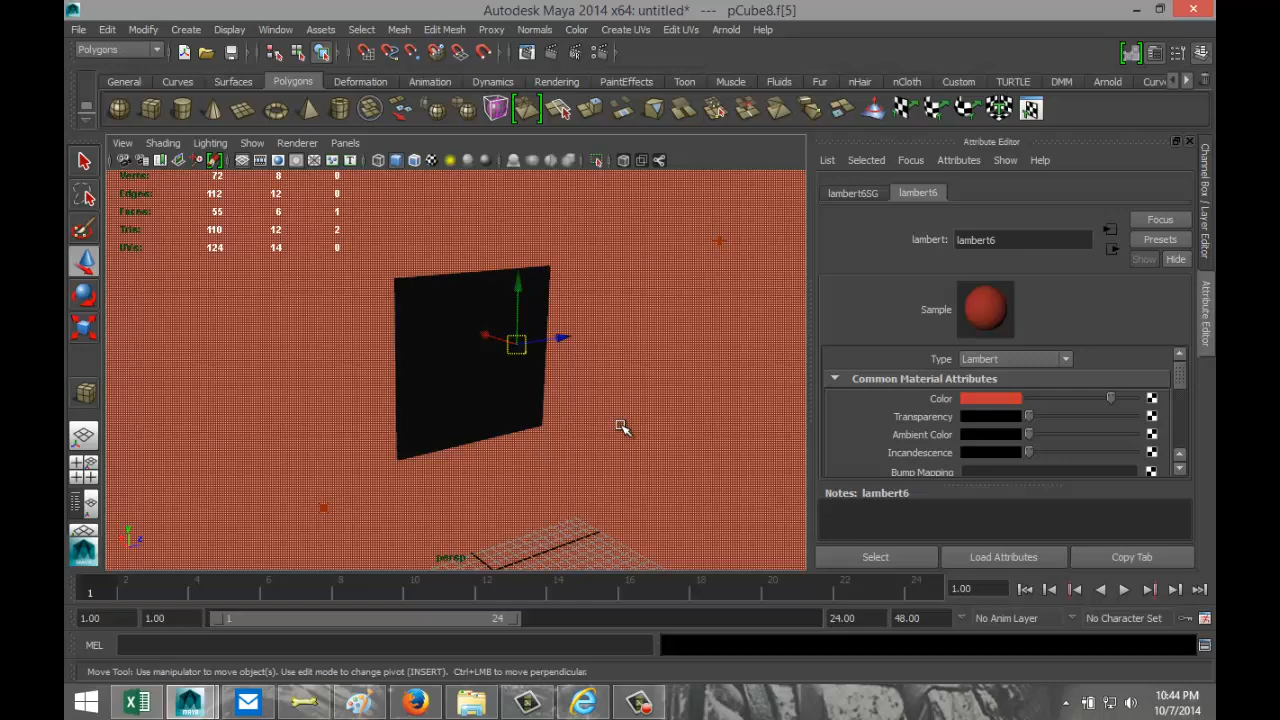 Autodesk Maya 2014 x64: untitled* --- pCube8.f[5]
File Edit Modify Create Display Window Assets Select Mesh Edit Mesh Proxy Normals Color Create UVs Edit UVs Arnold Help
Polygons
General Curves Surfaces Polygons Deformation Animation Dynamics Rendering PaintEffects Toon Muscle Fluids Fur nHair nCloth Custom TURTLE DMM Arnold Curv
View Shading Lighting Show Renderer Panels
Verts: 72 8 0
Edges: 112 12 0
Faces: 55 6 1
Tris: 110 12 2
UVs: 124 14 0
persp
Attribute Editor
List Selected Focus Attributes Show Help
lambert6SG lambert6
lambert: lambert6
Focus
Presets
Show Hide
Sample
Type Lambert
Common Material Attributes
Color
Transparency
Ambient Color
Incandescence
Bump Mapping
Notes: lambert6
Select Load Attributes Copy Tab
Channel Box / Layer Editor
Attribute Editor
2 4 6 8 10 12 14 16 18 20 22 24
1
1.00
1.00 1.00 1 24 24.00 48.00 No Anim Layer No Character Set
MEL
Move Tool: Use manipulator to move object(s). Use edit mode to change pivot (INSERT). Ctrl+LMB to move perpendicular.
10:44 PM
10/7/2014